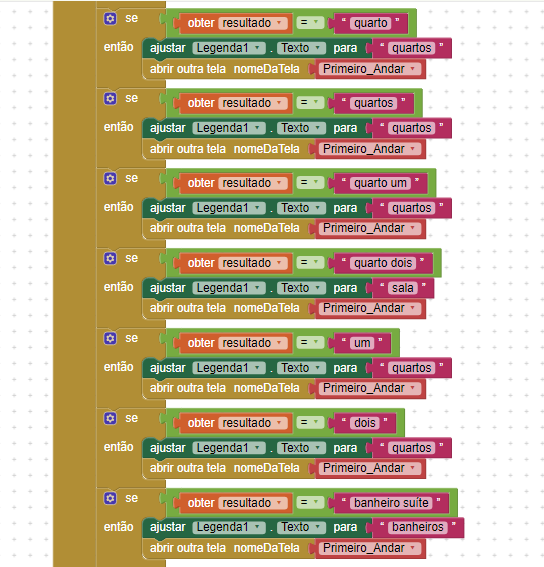 se obter resultado = “ quarto ”
então ajustar Legenda1 . Texto para “ quartos ”
abrir outra tela nomeDaTela Primeiro_Andar
se obter resultado = “ quartos ”
então ajustar Legenda1 . Texto para “ quartos ”
abrir outra tela nomeDaTela Primeiro_Andar
se obter resultado = “ quarto um ”
então ajustar Legenda1 . Texto para “ quartos ”
abrir outra tela nomeDaTela Primeiro_Andar
se obter resultado = “ quarto dois ”
então ajustar Legenda1 . Texto para “ sala ”
abrir outra tela nomeDaTela Primeiro_Andar
se obter resultado = “ um ”
então ajustar Legenda1 . Texto para “ quartos ”
abrir outra tela nomeDaTela Primeiro_Andar
se obter resultado = “ dois ”
então ajustar Legenda1 . Texto para “ quartos ”
abrir outra tela nomeDaTela Primeiro_Andar
se obter resultado = “ banheiro suíte ”
então ajustar Legenda1 . Texto para “ banheiros ”
abrir outra tela nomeDaTela Primeiro_Andar